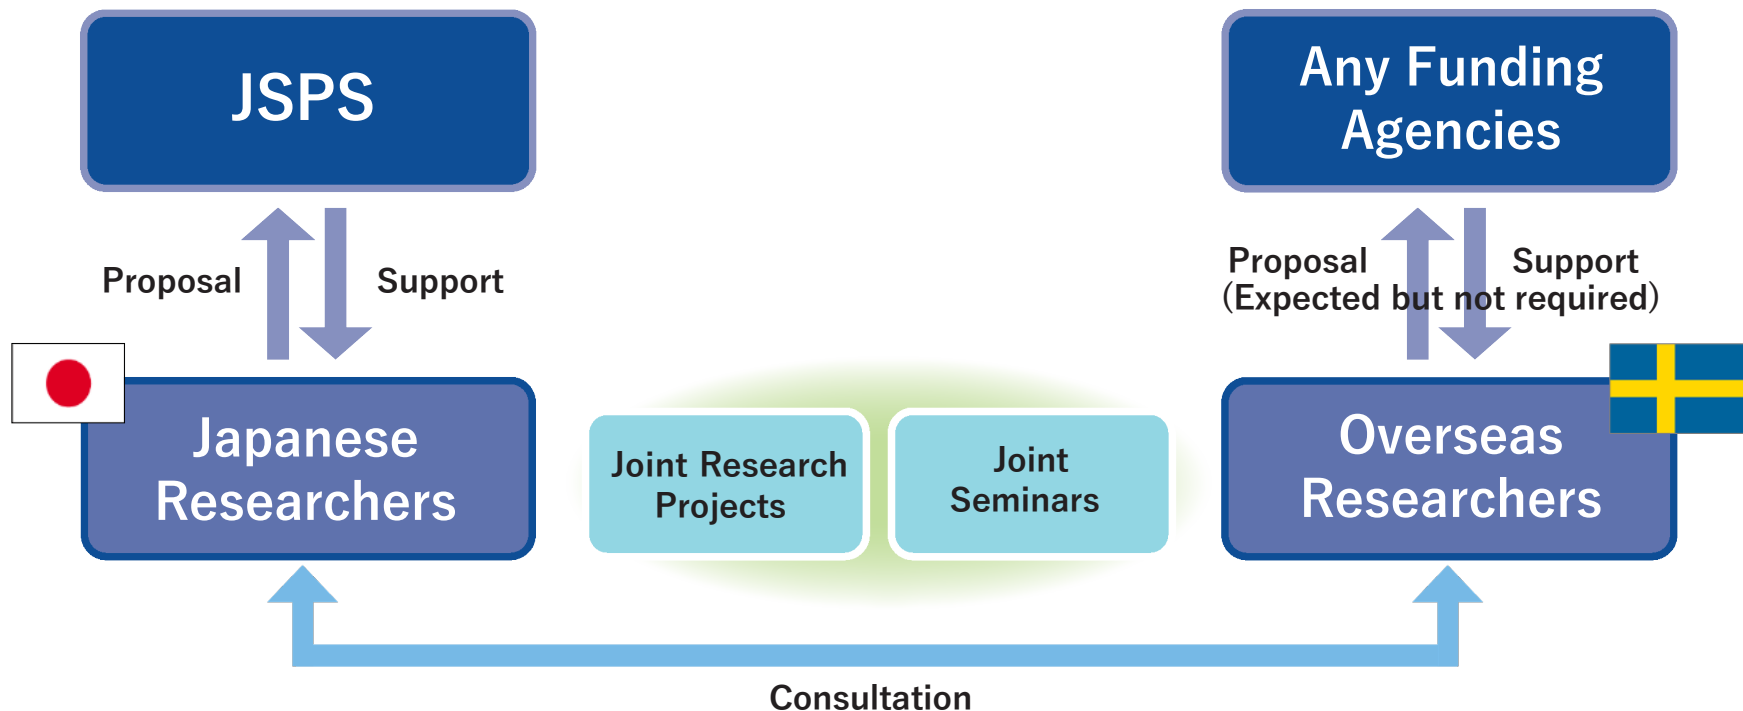 JSPS
Any Funding
Agencies
Proposal
Support
Proposal
Support
(Expected but not required)
Japanese
Researchers
Joint Research
Projects
Joint
Seminars
Overseas
Researchers
Consultation